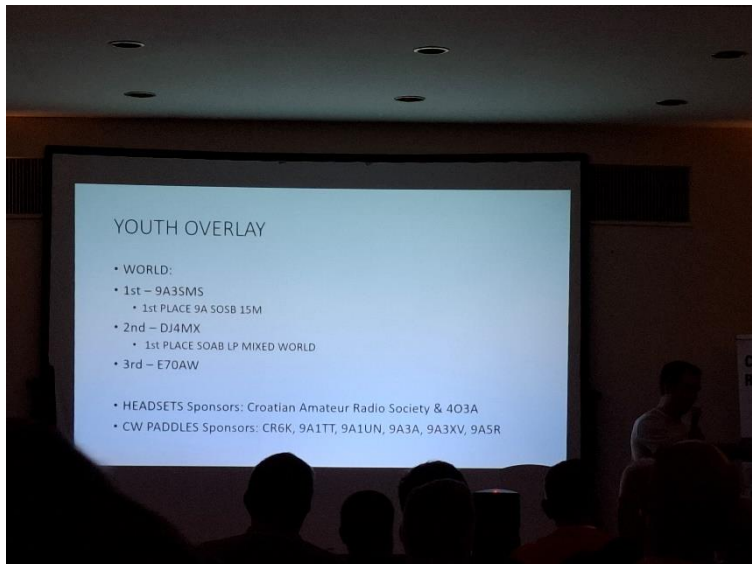 YOUTH OVERLAY
• WORLD:
• 1st – 9A3SMS
• 1st PLACE 9A SOSB 15M
• 2nd – DJ4MX
• 1st PLACE SOAB LP MIXED WORLD
• 3rd – E70AW
• HEADSETS Sponsors: Croatian Amateur Radio Society & 4O3A
• CW PADDLES Sponsors: CR6K, 9A1TT, 9A1UN, 9A3A, 9A3XV, 9A5R